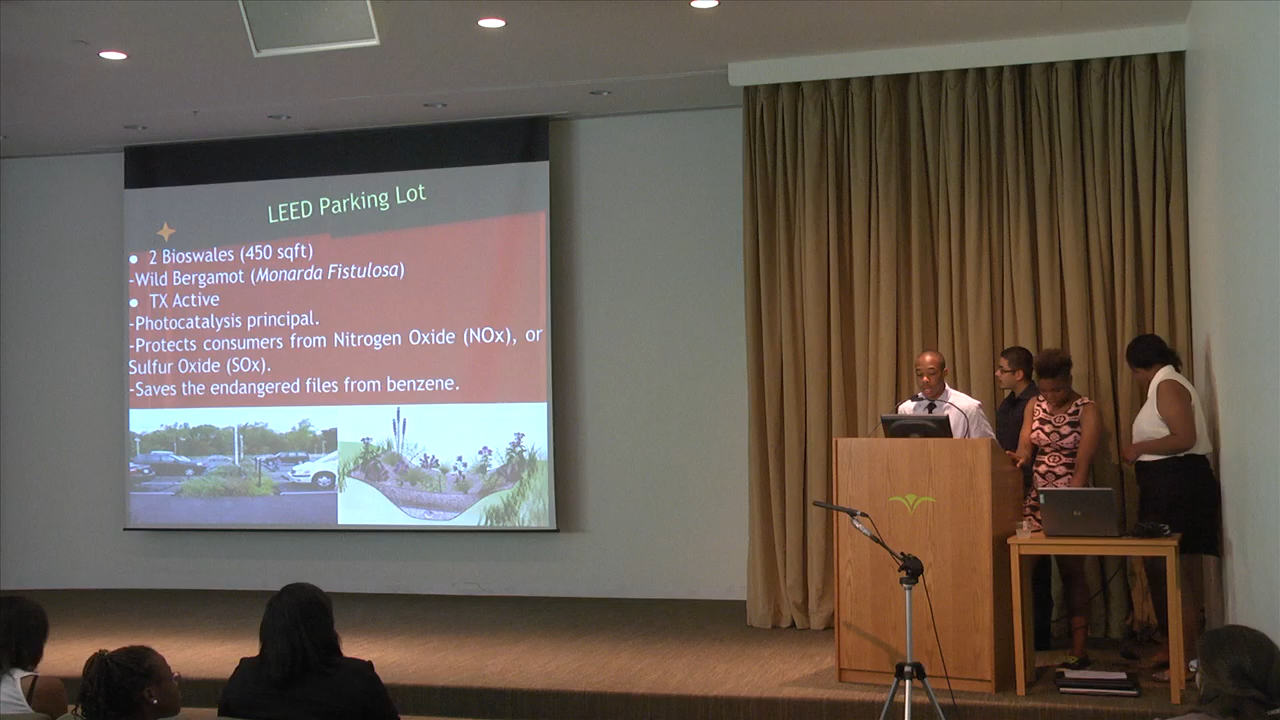 LEED Parking Lot
● 2 Bioswales (450 sqft)
-Wild Bergamot (Monarda Fistulosa)
● TX Active
-Photocatalysis principal.
-Protects consumers from Nitrogen Oxide (NOx), or
Sulfur Oxide (SOx).
-Saves the endangered files from benzene.